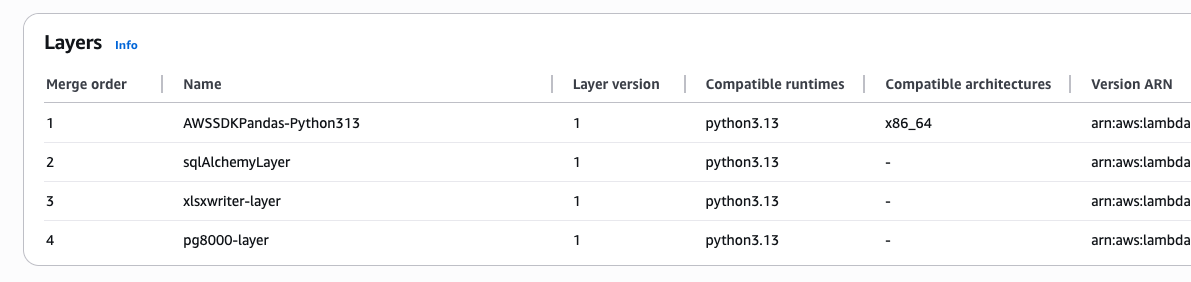 Layers Info
Merge order Name Layer version Compatible runtimes Compatible architectures Version ARN
1 AWSSDKPandas-Python313 1 python3.13 x86_64 arn:aws:lambda
2 sqlAlchemyLayer 1 python3.13 - arn:aws:lambda
3 xlsxwriter-layer 1 python3.13 - arn:aws:lambda
4 pg8000-layer 1 python3.13 - arn:aws:lambda